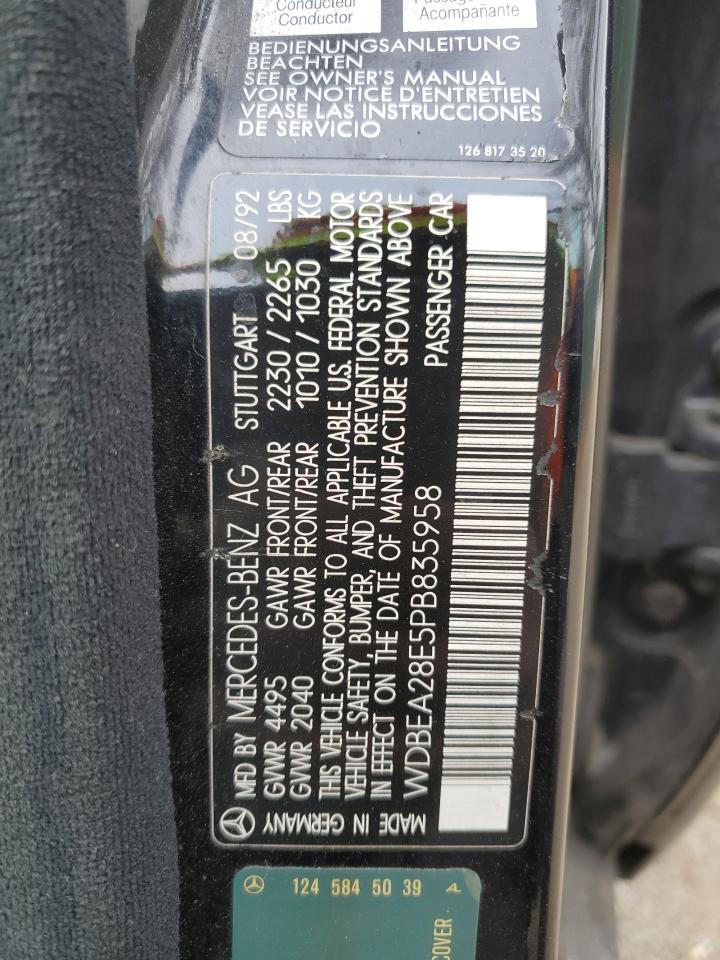 Conducteur
Conductor
Acompañante
BEDIENUNGSANLEITUNG
BEACHTEN
SEE OWNER'S MANUAL
VOIR NOTICE D'ENTRETIEN
VEASE LAS INSTRUCCIONES
DE SERVICIO
126 817 35 20
MFD BY MERCEDES-BENZ AG STUTTGART 08/92
GVWR 4495 GAWR FRONT/REAR 2230 / 2265 LBS
GVWR 2040 GAWR FRONT/REAR 1010 / 1030 KG
THIS VEHICLE CONFORMS TO ALL APPLICABLE U.S. FEDERAL MOTOR
VEHICLE SAFETY, BUMPER, AND THEFT PREVENTION STANDARDS
IN EFFECT ON THE DATE OF MANUFACTURE SHOWN ABOVE
WDBEA28E5PB835958 PASSENGER CAR
MADE IN GERMANY
124 584 50 39 A
COVER